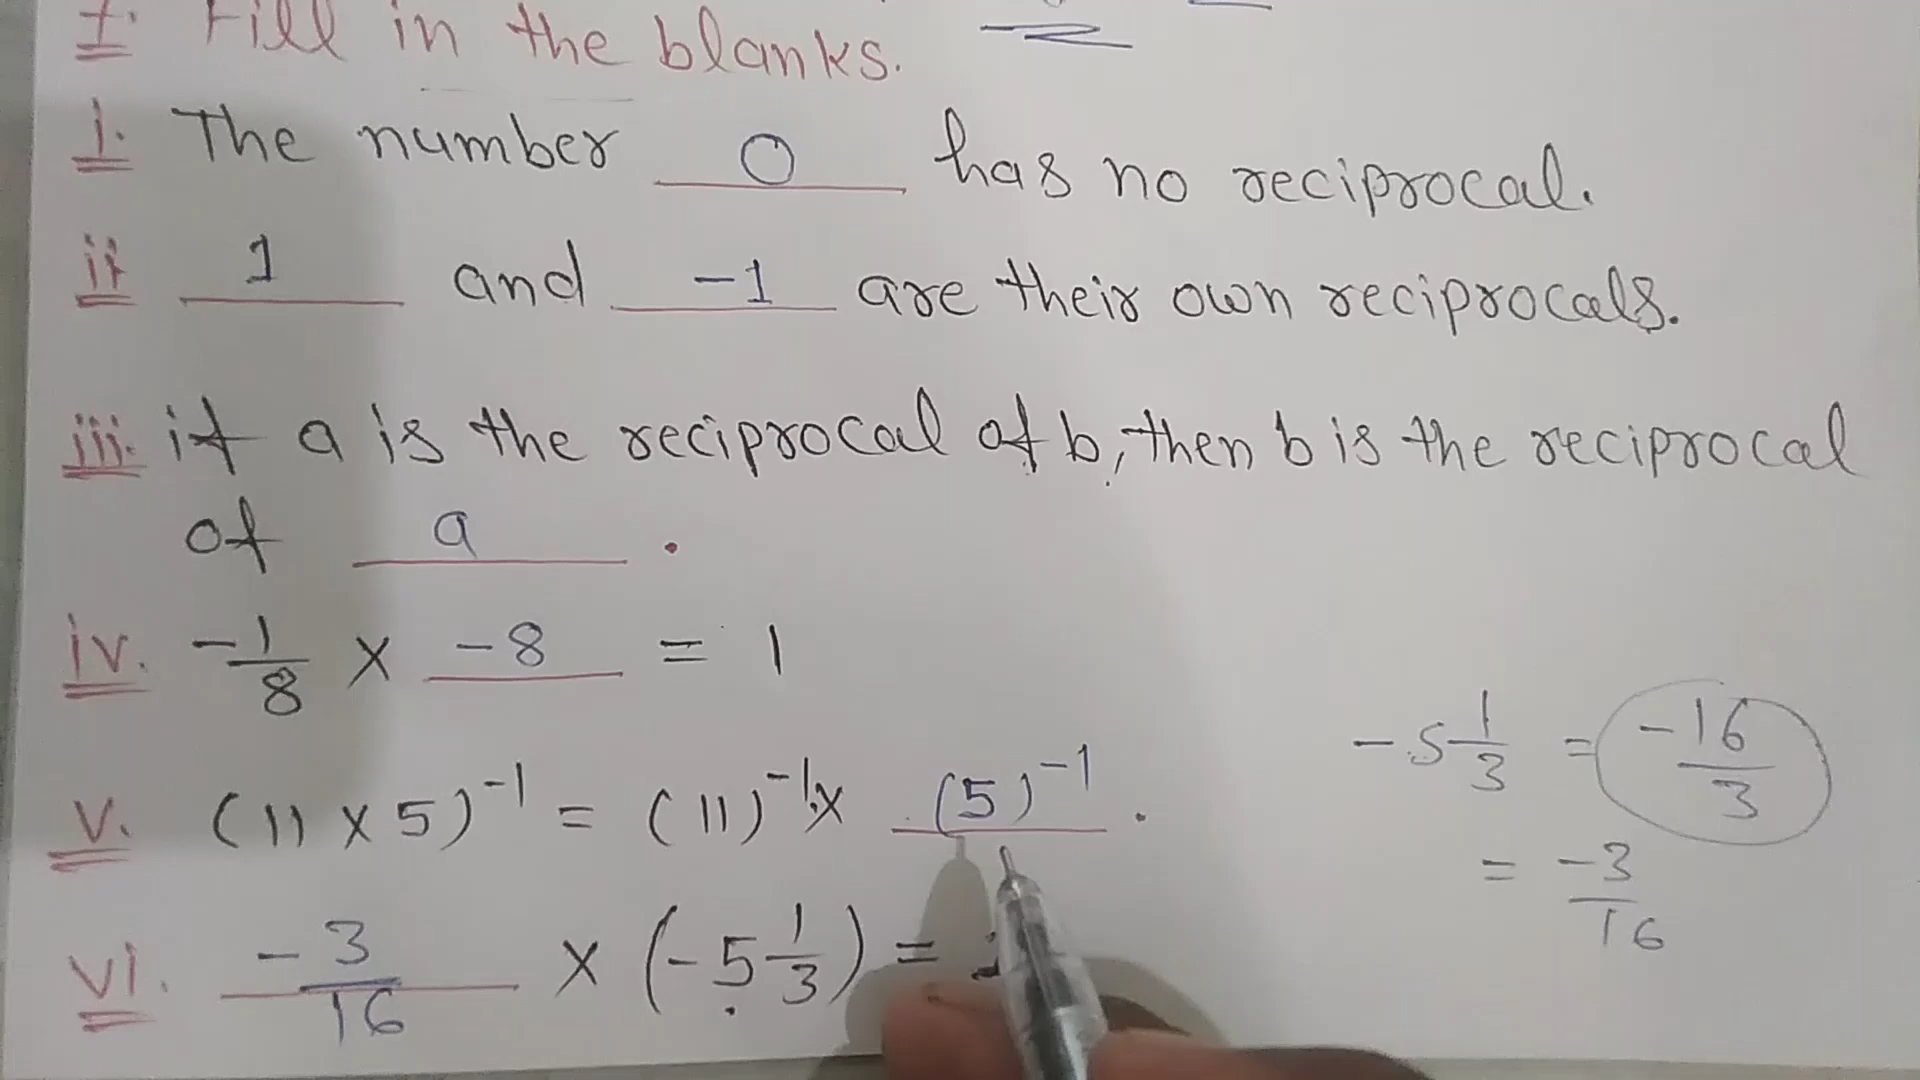 I. Fill in the blanks.
i. The number 0 has no reciprocal.
ii 1 and -1 are their own reciprocals.
iii. if a is the reciprocal of b, then b is the reciprocal
of a .
iv. -1/8 × -8 = 1
v. (11 × 5)^-1 = (11)^-1 × (5)^-1 .
vi. -3/16 × (-5 1/3) =
-5 1/3 = -16/3
= -3/16